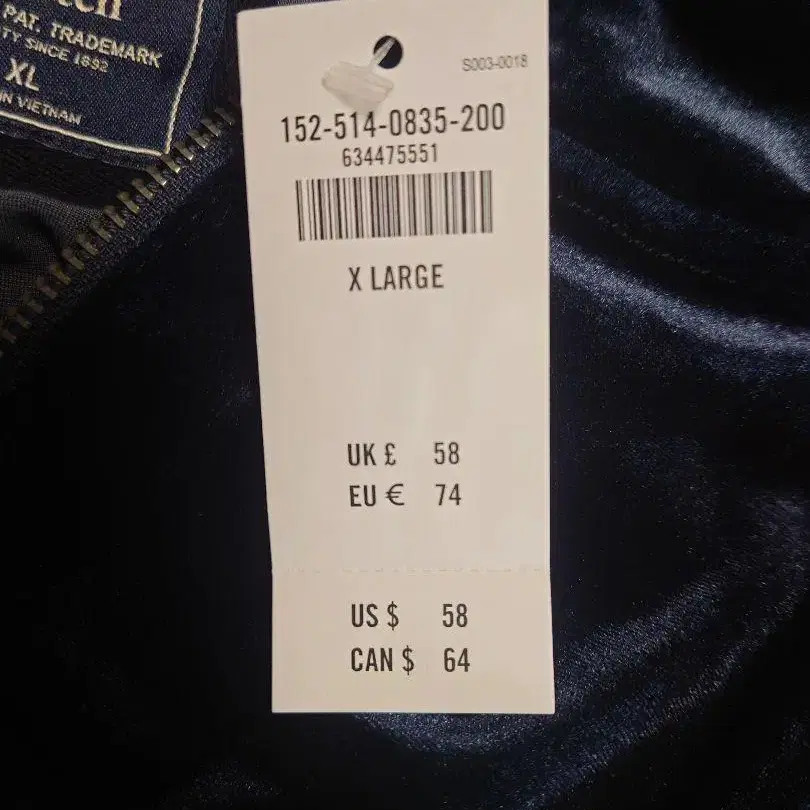 PAT. TRADEMARK
TY SINCE 1892
XL
IN VIETNAM
S003-0018
152-514-0835-200
634475551
X LARGE
UK £ 58
EU € 74
US $ 58
CAN $ 64